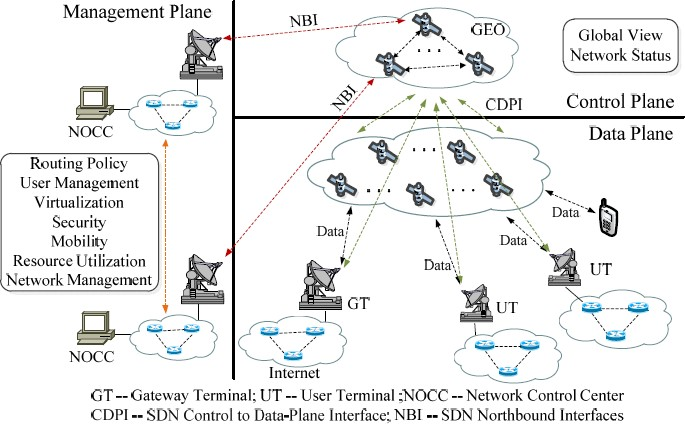 Management Plane
NBI
GEO
Global View
Network Status
NOCC
NBI
CDPI
Control Plane
Data Plane
Routing Policy
User Management
Virtualization
Security
Mobility
Resource Utilization
Network Management
Data
Data
Data
Data
GT
UT
UT
NOCC
Internet
GT -- Gateway Terminal; UT -- User Terminal ;NOCC -- Network Control Center
CDPI -- SDN Control to Data-Plane Interface; NBI -- SDN Northbound Interfaces